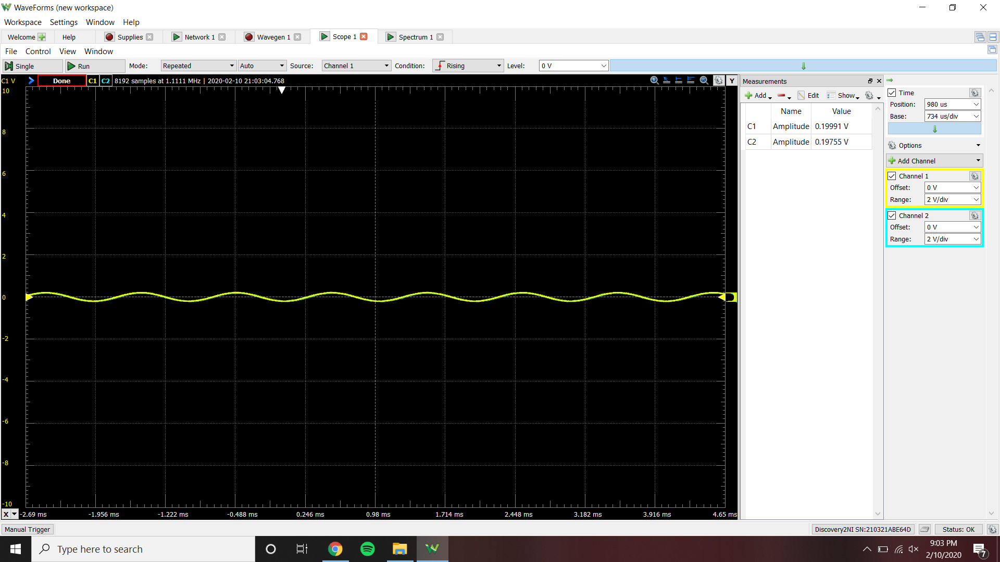 WaveForms (new workspace)
Workspace Settings Window Help
Welcome Help Supplies Network 1 Wavegen 1 Scope 1 Spectrum 1
File Control View Window
Single Run Mode: Repeated Auto Source: Channel 1 Condition: Rising Level: 0 V
C1 V Done C1 C2 8192 samples at 1.1111 MHz | 2020-02-10 21:03:04.768 Y
10
8
6
4
2
0
-2
-4
-6
-8
-10
X -2.69 ms -1.956 ms -1.222 ms -0.488 ms 0.246 ms 0.98 ms 1.714 ms 2.448 ms 3.182 ms 3.916 ms 4.65 ms
Measurements
Add Edit Show
Name Value
C1 Amplitude 0.19991 V
C2 Amplitude 0.19755 V
Time
Position: 980 us
Base: 734 us/div
Options
Add Channel
Channel 1
Offset: 0 V
Range: 2 V/div
Channel 2
Offset: 0 V
Range: 2 V/div
Manual Trigger Discovery2NI SN:210321ABE64D Status: OK
Type here to search
9:03 PM
2/10/2020
7